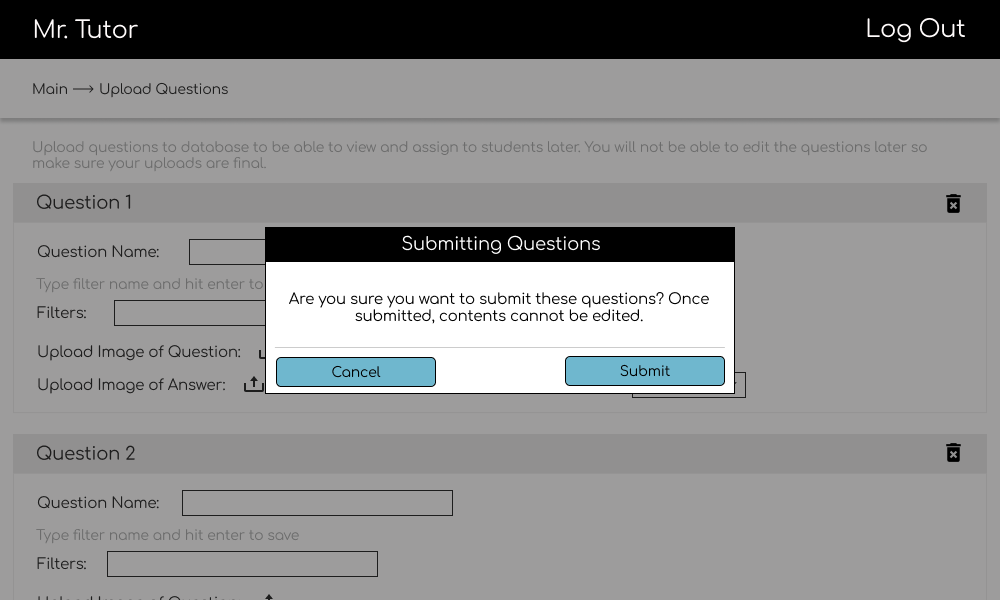 Mr. Tutor
Log Out
Main → Upload Questions
Upload questions to database to be able to view and assign to students later. You will not be able to edit the questions later so
make sure your uploads are final.
Question 1
Question Name:
Type filter name and hit enter to
Filters:
Upload Image of Question:
Upload Image of Answer:
Submitting Questions
Are you sure you want to submit these questions? Once
submitted, contents cannot be edited.
Cancel
Submit
Question 2
Question Name:
Type filter name and hit enter to save
Filters:
Upload Image of Question: